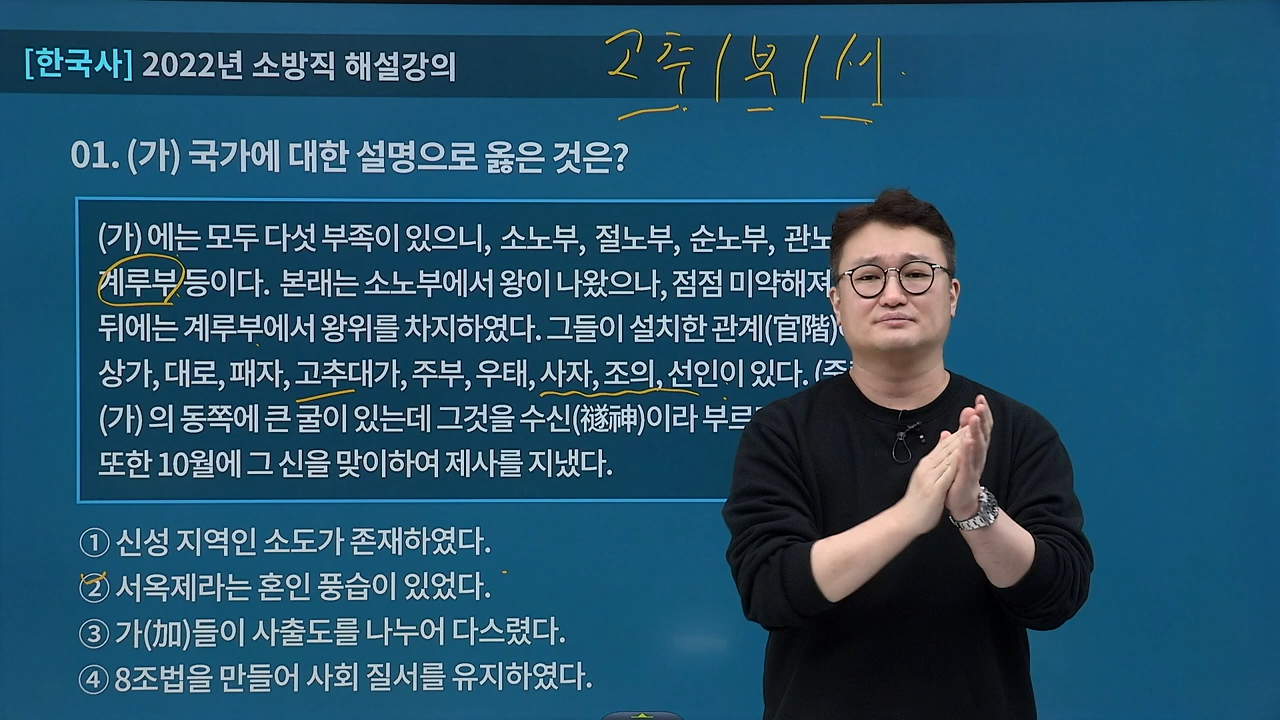 [한국사] 2022년 소방직 해설강의
고추/부/선
01. (가) 국가에 대한 설명으로 옳은 것은?
(가) 에는 모두 다섯 부족이 있으니, 소노부, 절노부, 순노부, 관노
계루부 등이다. 본래는 소노부에서 왕이 나왔으나, 점점 미약해져
뒤에는 계루부에서 왕위를 차지하였다. 그들이 설치한 관계(官階)
상가, 대로, 패자, 고추대가, 주부, 우태, 사자, 조의, 선인이 있다.
(가) 의 동쪽에 큰 굴이 있는데 그것을 수신(禭神)이라 부르
또한 10월에 그 신을 맞이하여 제사를 지냈다.
① 신성 지역인 소도가 존재하였다.
② 서옥제라는 혼인 풍습이 있었다.
③ 가(加)들이 사출도를 나누어 다스렸다.
④ 8조법을 만들어 사회 질서를 유지하였다.